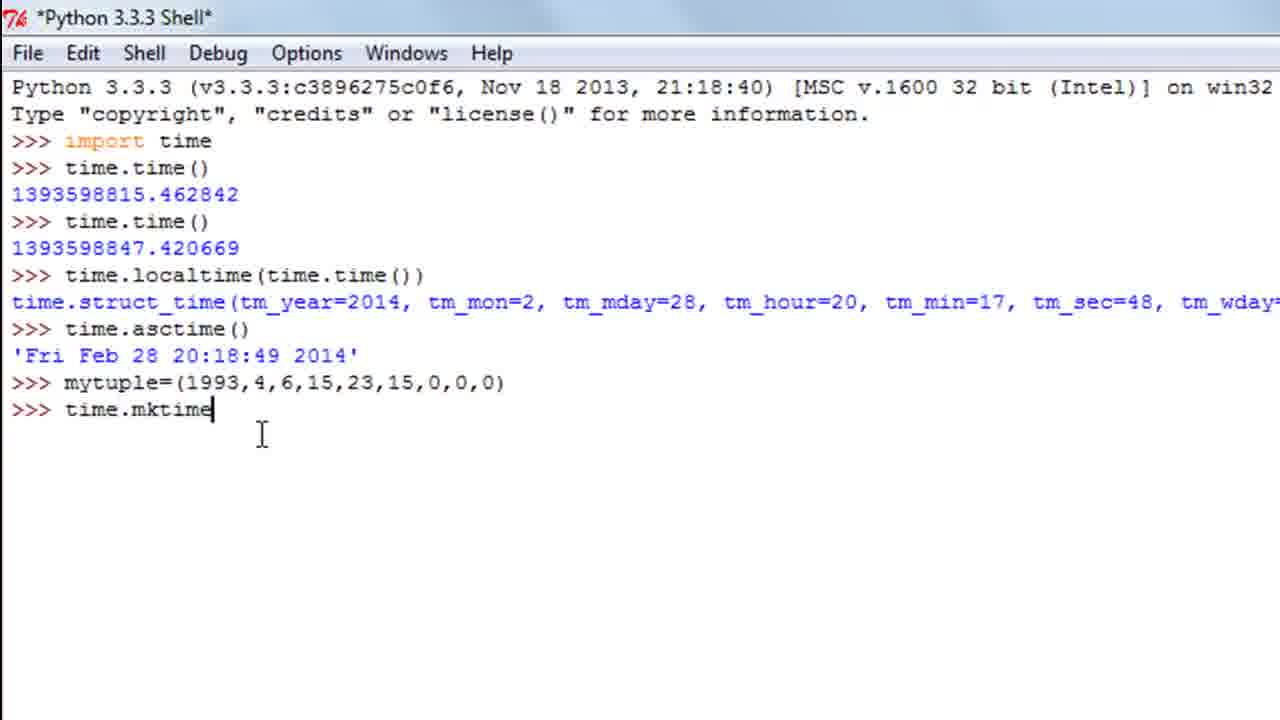 *Python 3.3.3 Shell*
File Edit Shell Debug Options Windows Help
Python 3.3.3 (v3.3.3:c3896275c0f6, Nov 18 2013, 21:18:40) [MSC v.1600 32 bit (Intel)] on win32
Type "copyright", "credits" or "license()" for more information.
>>> import time
>>> time.time()
1393598815.462842
>>> time.time()
1393598847.420669
>>> time.localtime(time.time())
time.struct_time(tm_year=2014, tm_mon=2, tm_mday=28, tm_hour=20, tm_min=17, tm_sec=48, tm_wday=
>>> time.asctime()
'Fri Feb 28 20:18:49 2014'
>>> mytuple=(1993,4,6,15,23,15,0,0,0)
>>> time.mktime